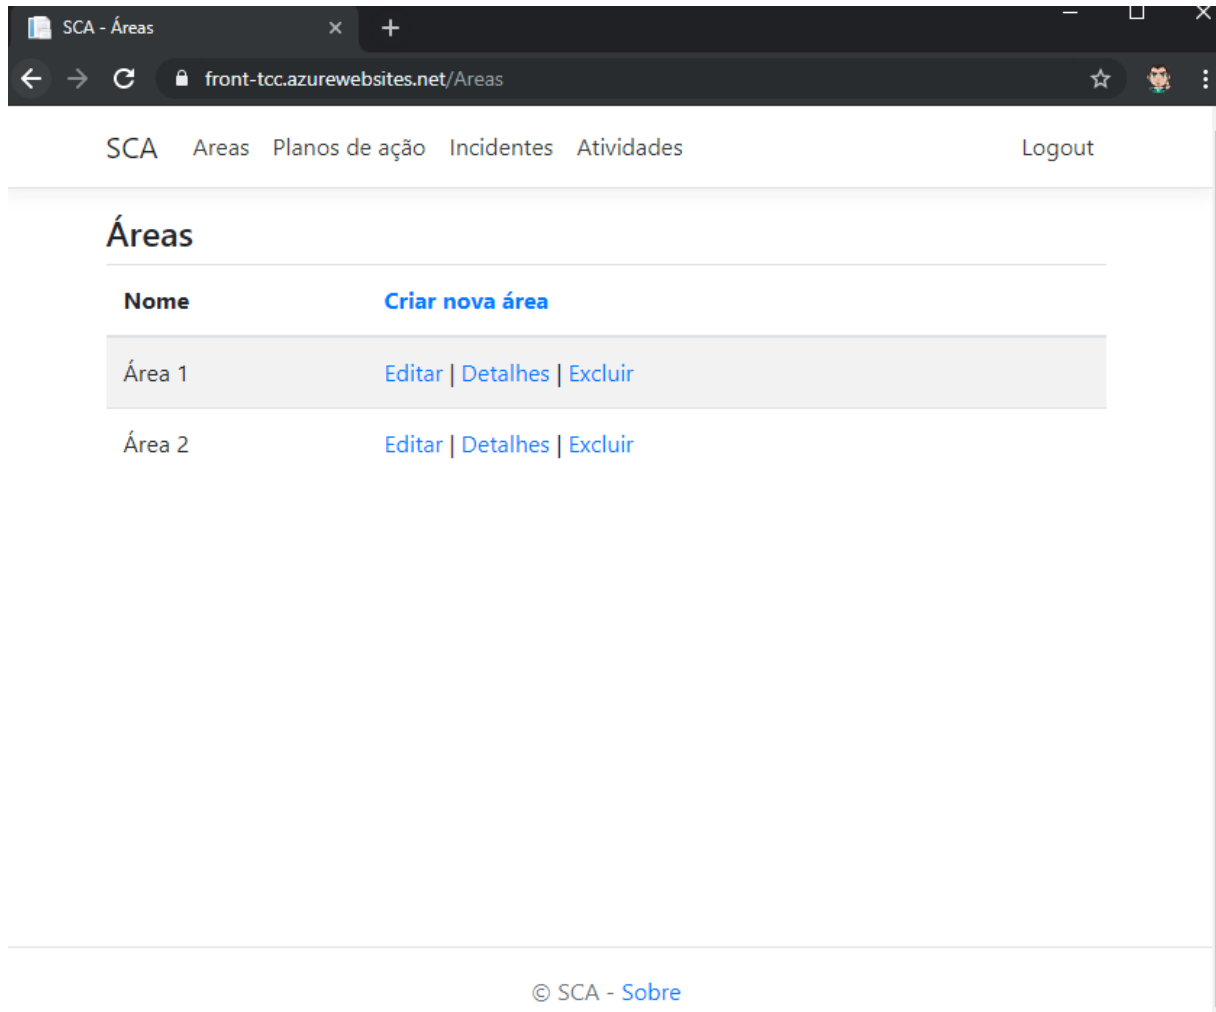 SCA - Áreas
front-tcc.azurewebsites.net/Areas
SCA Areas Planos de ação Incidentes Atividades Logout
Áreas
Nome Criar nova área
Área 1 Editar | Detalhes | Excluir
Área 2 Editar | Detalhes | Excluir
© SCA - Sobre